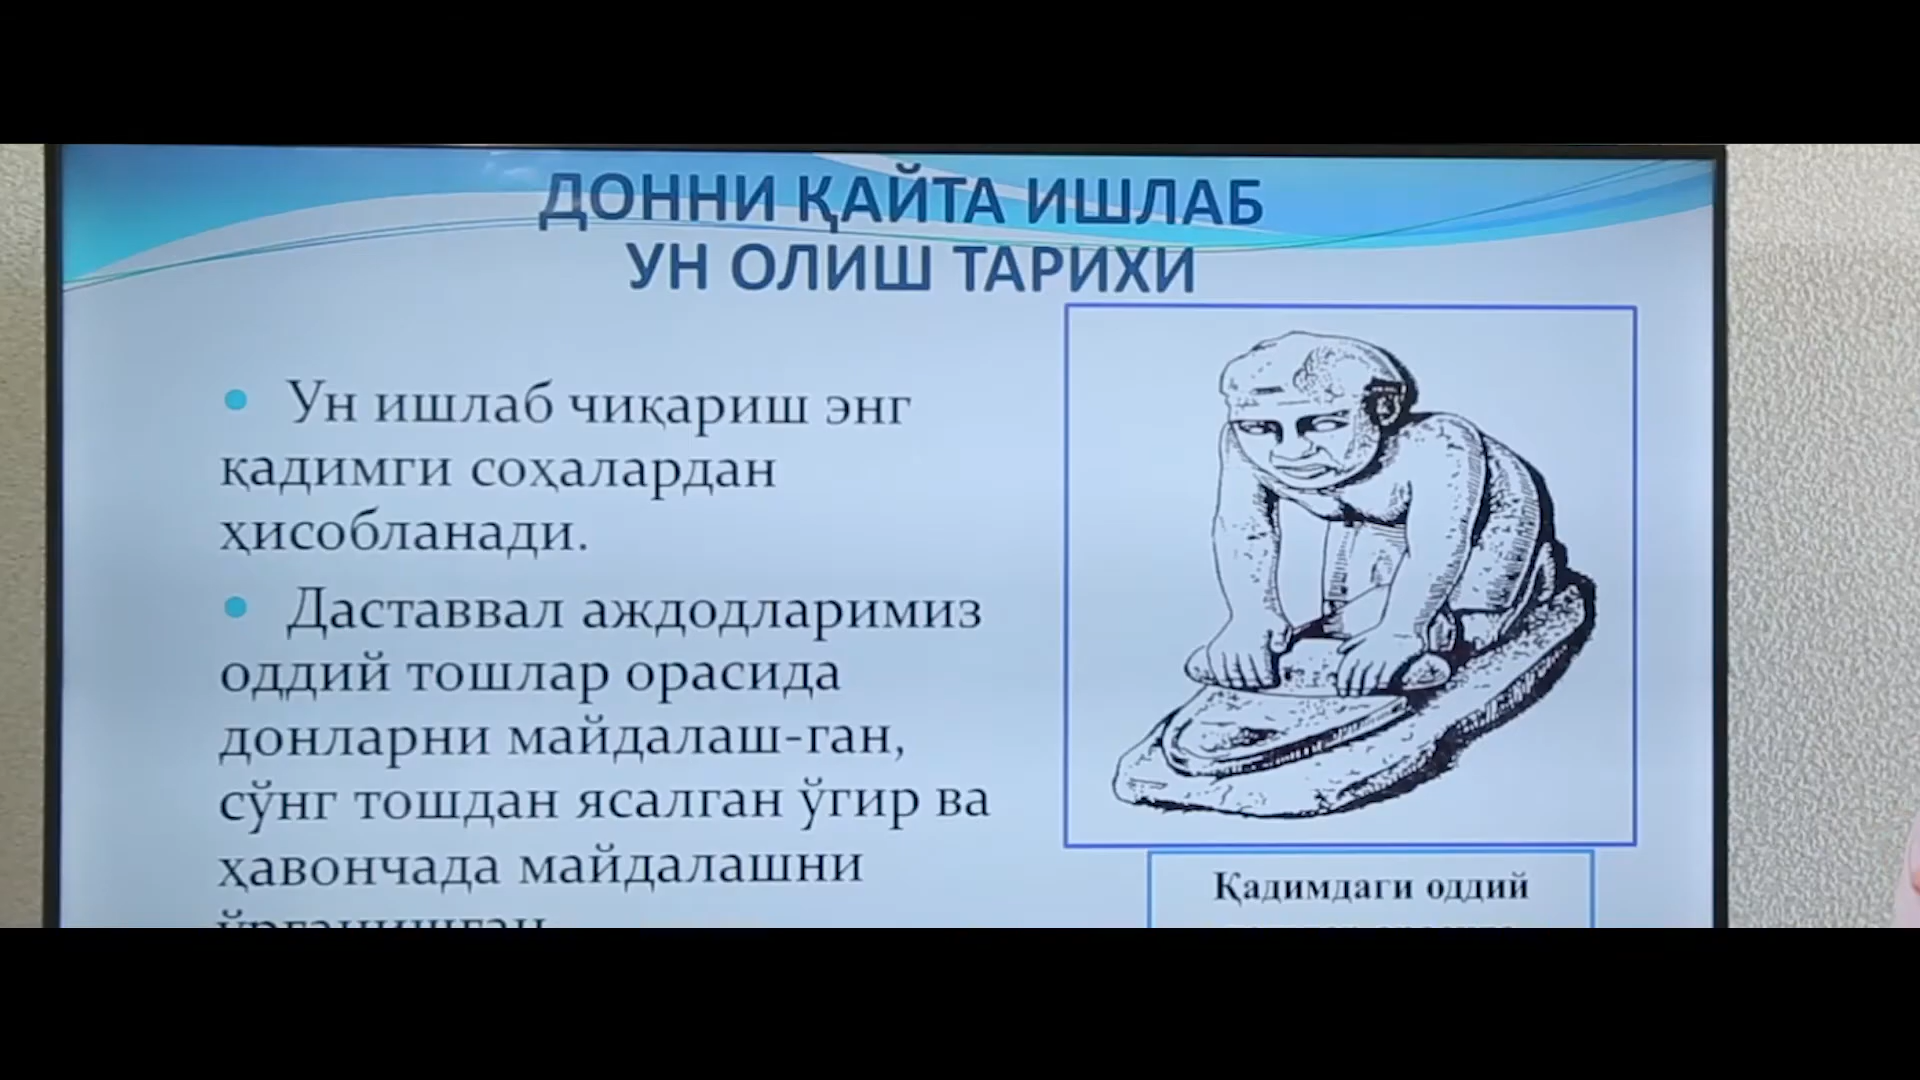 ДОННИ ҚАЙТА ИШЛАБ
УН ОЛИШ ТАРИХИ
• Ун ишлаб чиқариш энг
қадимги соҳалардан
ҳисобланади.
• Даставвал аждодларимиз
оддий тошлар орасида
донларни майдалаш-ган,
сўнг тошдан ясалган ўгир ва
ҳавончада майдалашни
ўрганишган
Қадимдаги оддий